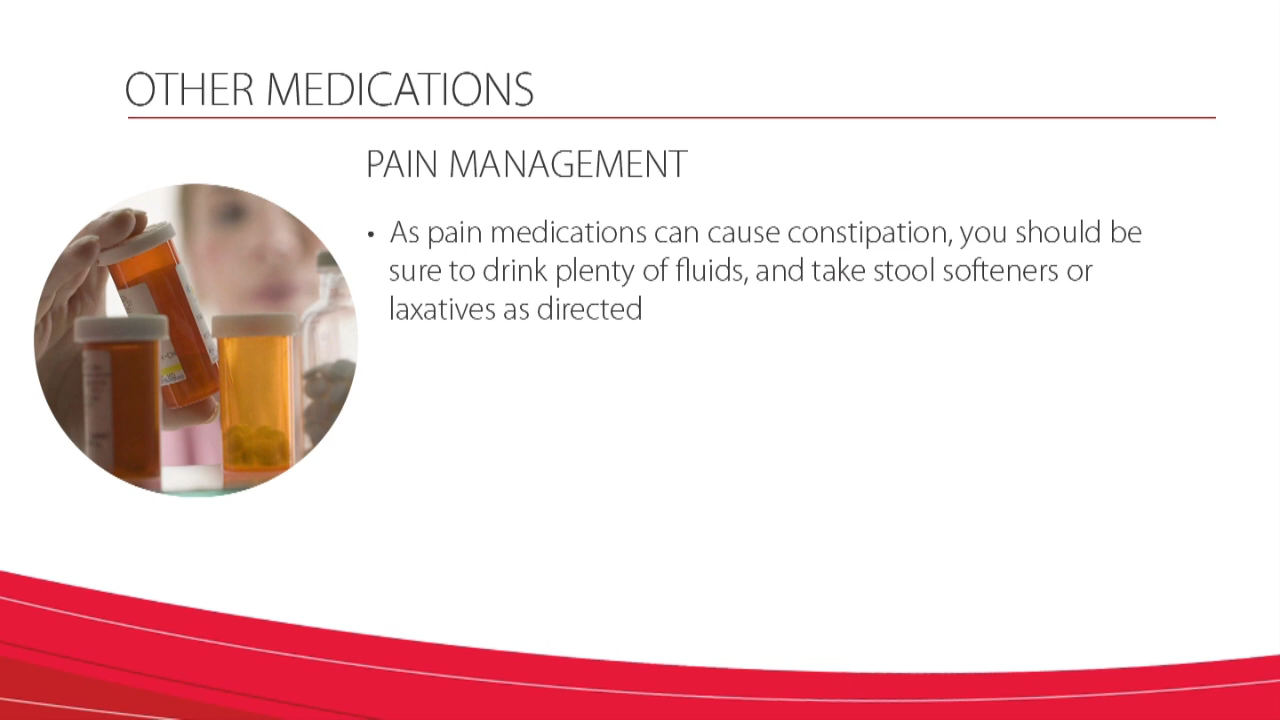 OTHER MEDICATIONS
PAIN MANAGEMENT
• As pain medications can cause constipation, you should be
sure to drink plenty of fluids, and take stool softeners or
laxatives as directed